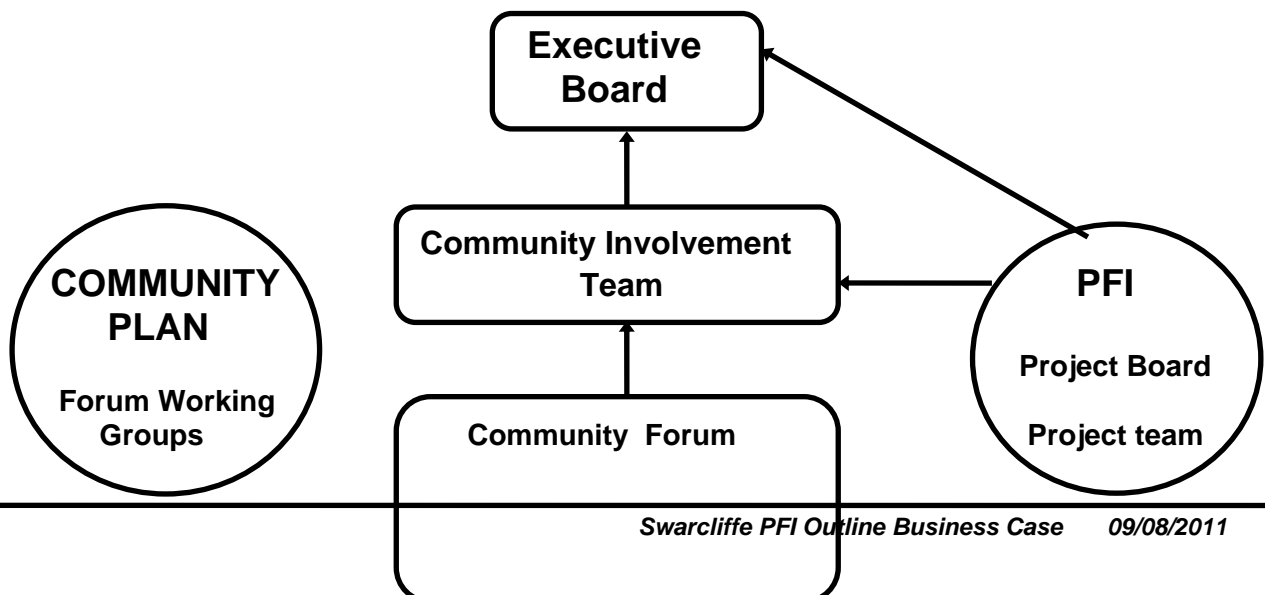 Executive
Board
Community Involvement
Team
COMMUNITY
PLAN
Forum Working
Groups
PFI
Project Board
Project team
Community Forum
Swarcliffe PFI Outline Business Case 09/08/2011